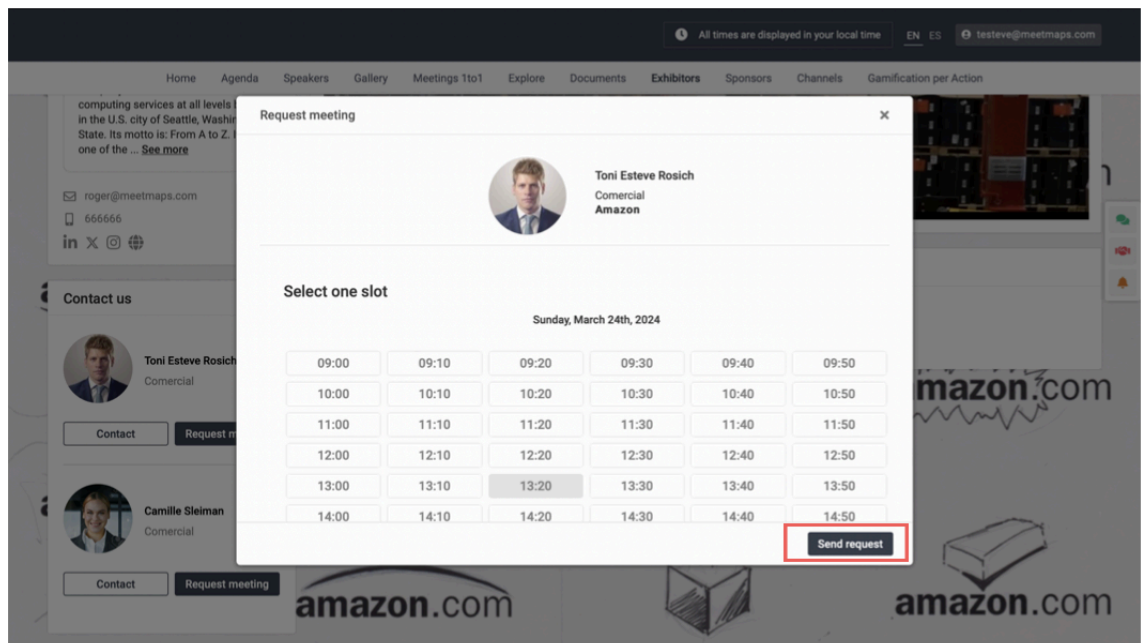 All times are displayed in your local time
EN ES
testeve@meetmaps.com
Home Agenda Speakers Gallery Meetings 1to1 Explore Documents Exhibitors Sponsors Channels Gamification per Action
computing services at all levels
in the U.S. city of Seattle,
State. Its motto is: From A to Z.
one of the ... See more
roger@meetmaps.com
666666
Contact us
Toni Esteve Rosich
Comercial
Contact Request
Camille Sleiman
Comercial
Contact Request meeting
Request meeting
Toni Esteve Rosich
Comercial
Amazon
Select one slot
Sunday, March 24th, 2024
09:00 09:10 09:20 09:30 09:40 09:50
10:00 10:10 10:20 10:30 10:40 10:50
11:00 11:10 11:20 11:30 11:40 11:50
12:00 12:10 12:20 12:30 12:40 12:50
13:00 13:10 13:20 13:30 13:40 13:50
14:00 14:10 14:20 14:30 14:40 14:50
Send request
mazon.com
amazon.com
amazon.com